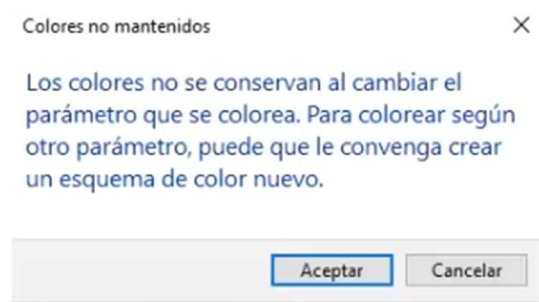 Colores no mantenidos
Los colores no se conservan al cambiar el
parámetro que se colorea. Para colorear según
otro parámetro, puede que le convenga crear
un esquema de color nuevo.
Aceptar
Cancelar